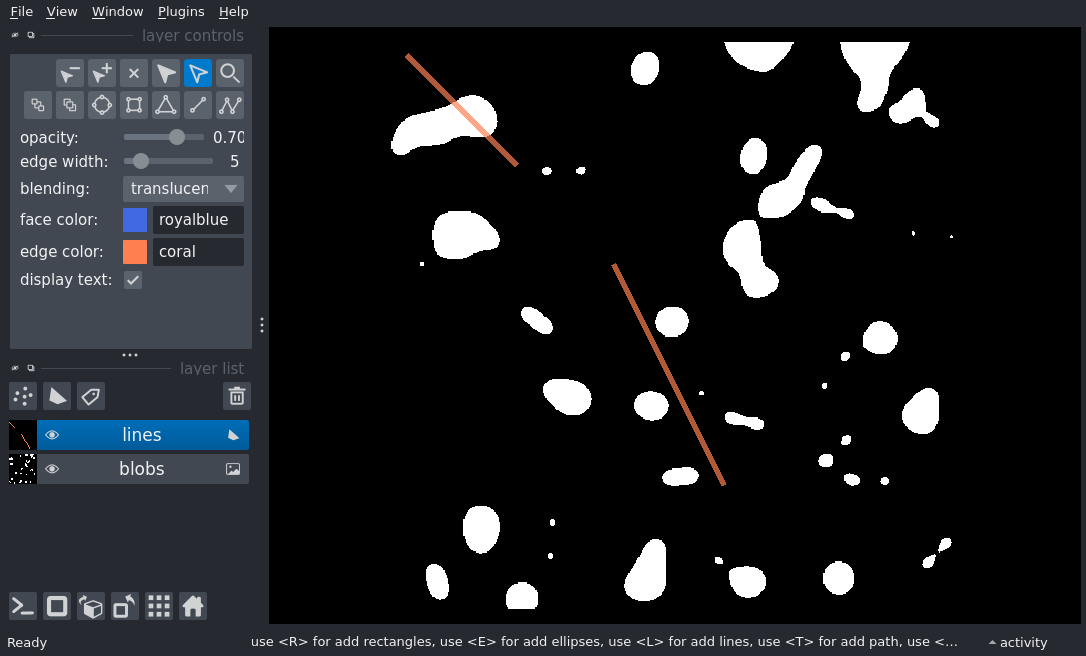 File View Window Plugins Help
layer controls
opacity: 0.70
edge width: 5
blending: translucen
face color: royalblue
edge color: coral
display text:
layer list
lines
blobs
Ready use <R> for add rectangles, use <E> for add ellipses, use <L> for add lines, use <T> for add path, use <... activity